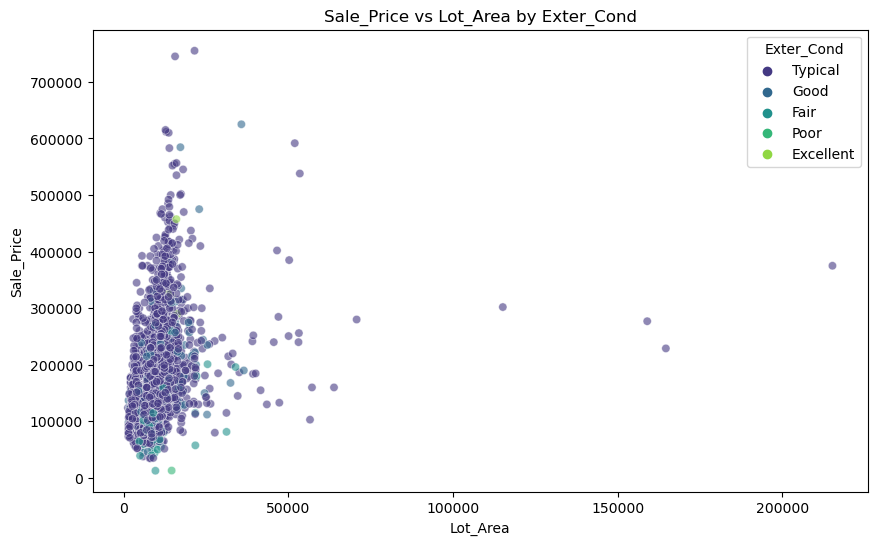 Sale_Price vs Lot_Area by Exter_Cond
Exter_Cond
Typical
Good
Fair
Poor
Excellent
700000
600000
500000
400000
300000
200000
100000
0
Sale_Price
0
50000
100000
150000
200000
Lot_Area